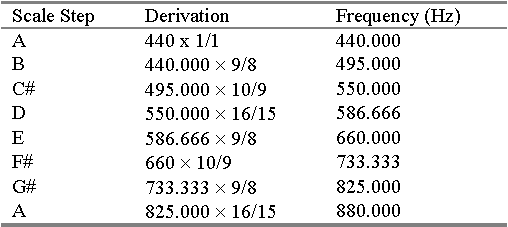 Scale Step Derivation Frequency (Hz)
A 440 x 1/1 440.000
B 440.000 × 9/8 495.000
C# 495.000 × 10/9 550.000
D 550.000 × 16/15 586.666
E 586.666 × 9/8 660.000
F# 660 × 10/9 733.333
G# 733.333 × 9/8 825.000
A 825.000 × 16/15 880.000